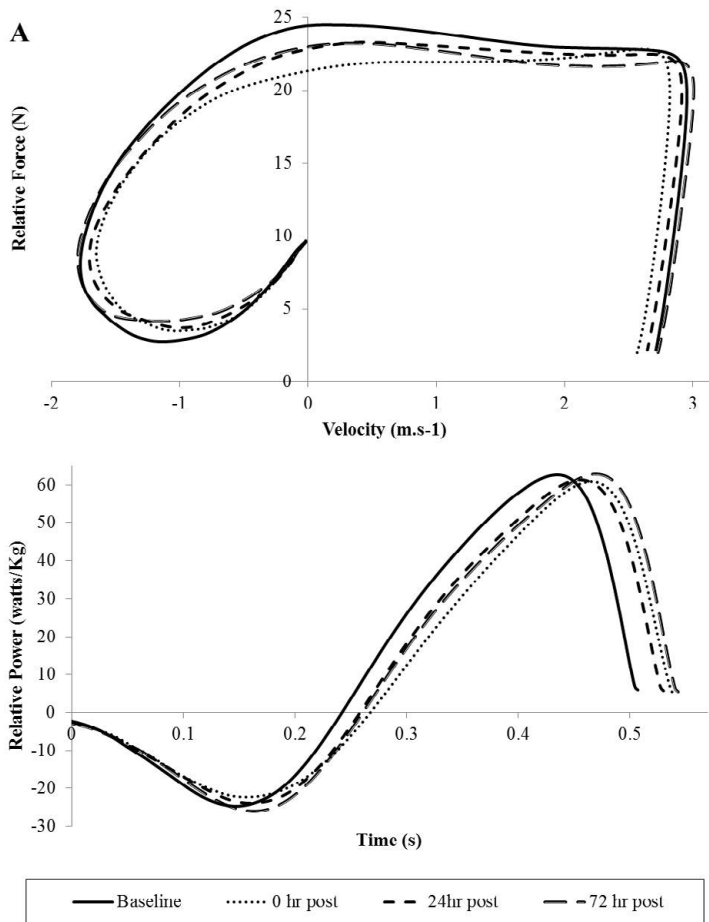 A
25
20
15
10
5
0
Relative Force (N)
-2 -1 0 1 2 3
Velocity (m.s-1)
60
50
40
30
20
10
0
-10
-20
-30
Relative Power (watts/Kg)
0 0.1 0.2 0.3 0.4 0.5
Time (s)
Baseline 0 hr post 24hr post 72 hr post